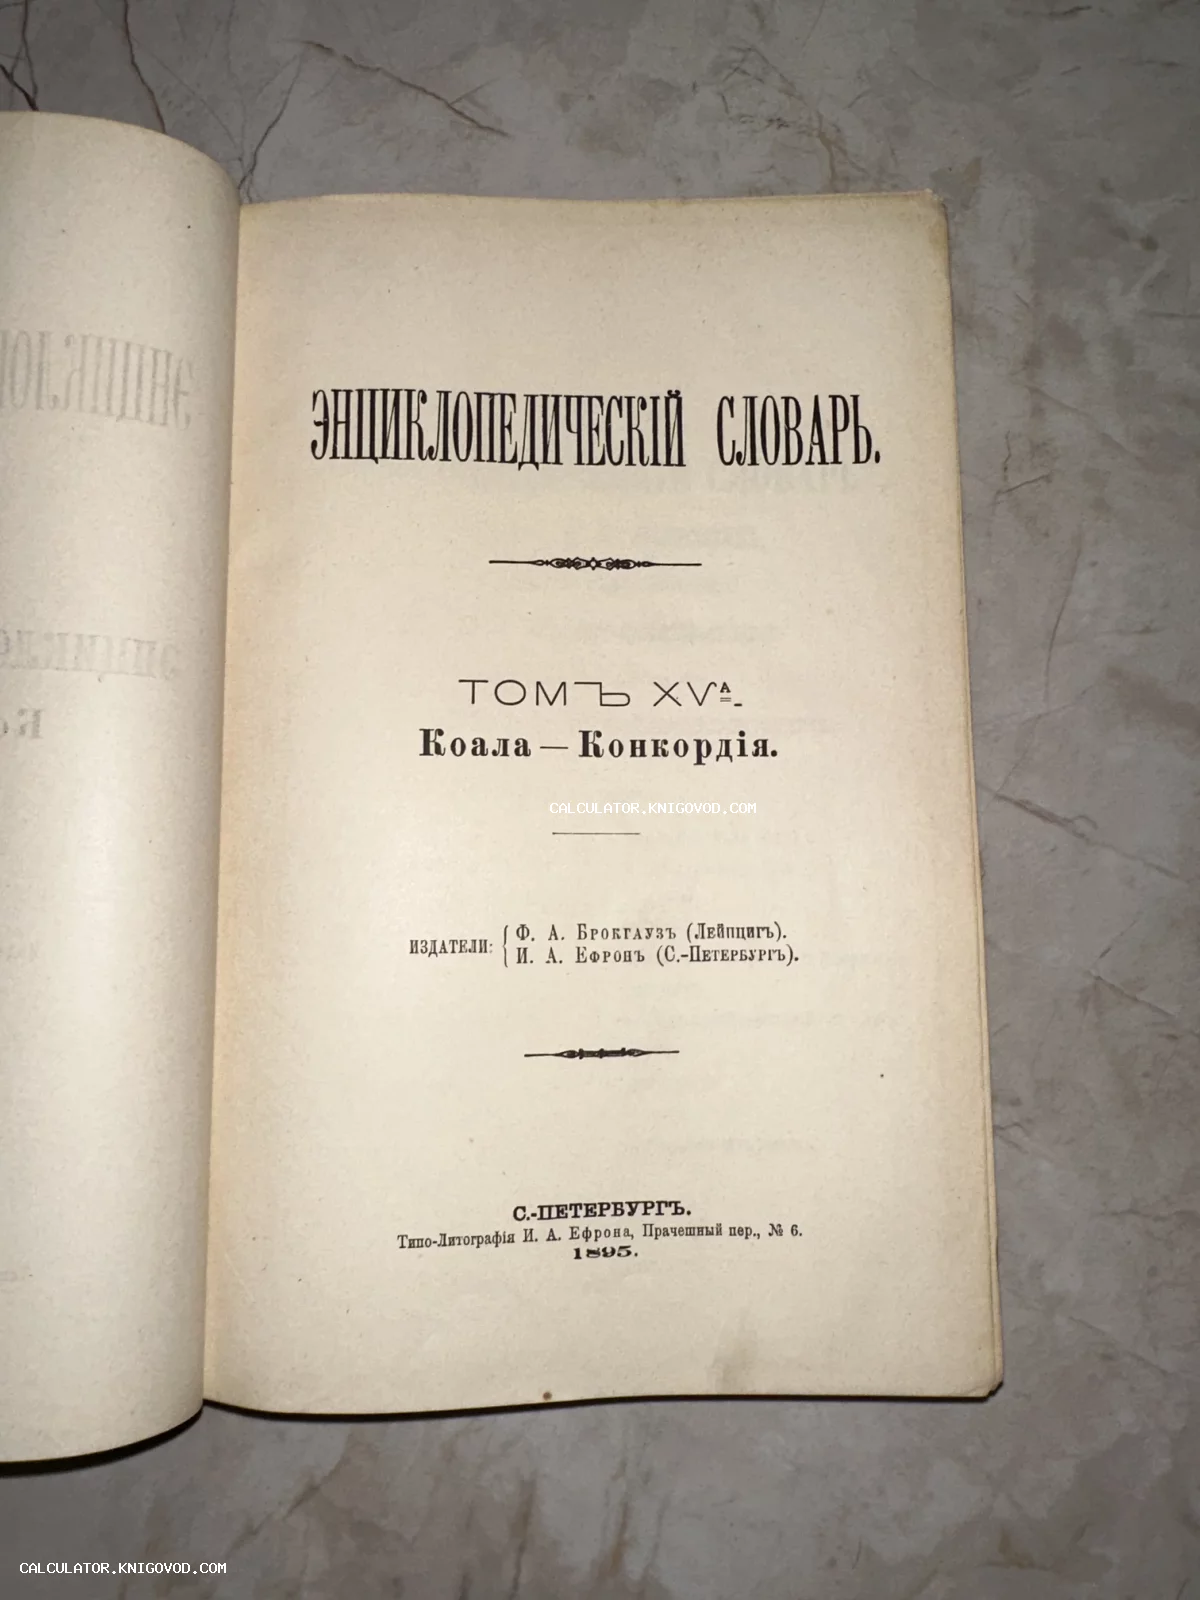 ЭНЦИКЛОПЕДИЧЕСКІЙ СЛОВАРЬ.
ТОМЪ XVА.
Коала — Конкордія.
CALCULATOR.KNIGOVOD.COM
ИЗДАТЕЛИ: { Ф. А. БРОКГАУЗЪ (ЛЕЙПЦИГЪ).
И. А. ЕФРОНЪ (С.-ПЕТЕРБУРГЪ).
С.-ПЕТЕРБУРГЪ.
Типо-Литографія И. А. Ефрона, Прачешный пер., № 6.
1895.
CALCULATOR.KNIGOVOD.COM